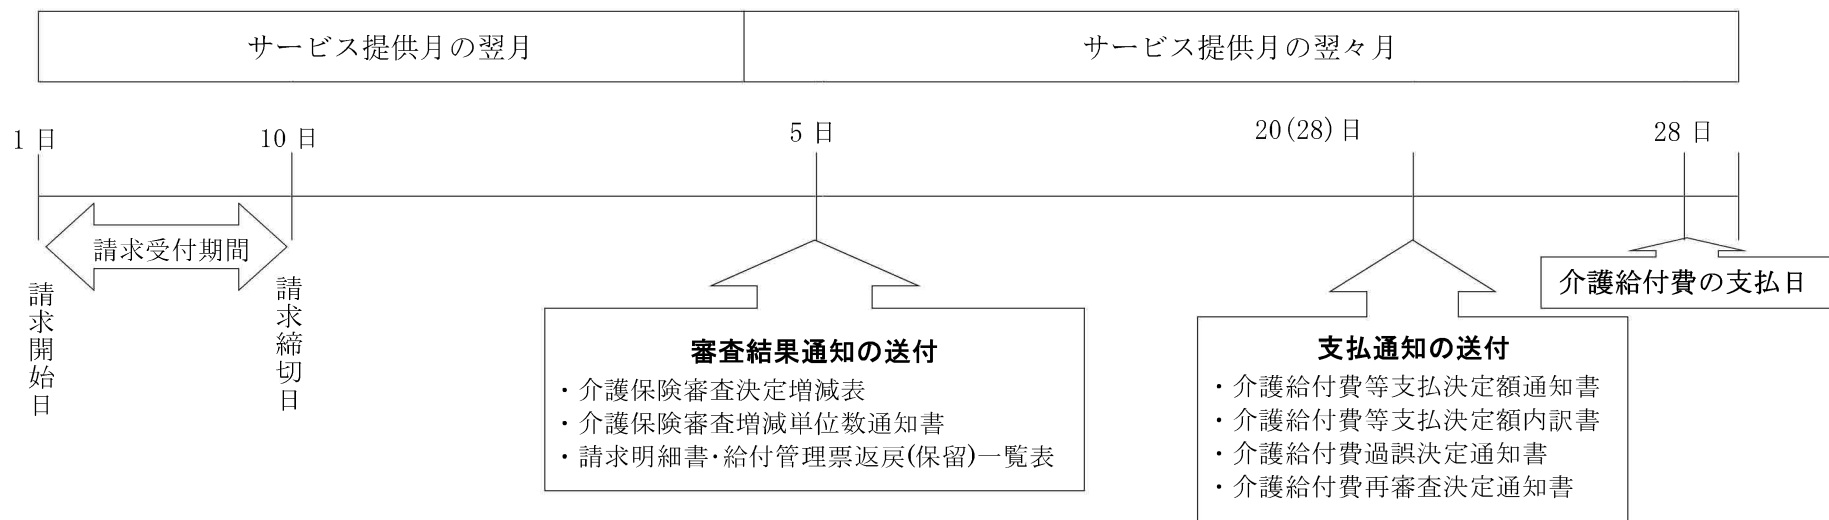 サービス提供月の翌月
サービス提供月の翌々月
1 日
10 日
5 日
20(28)日
28 日
請求受付期間
請求開始日
請求締切日
審査結果通知の送付
・介護保険審査決定増減表
・介護保険審査増減単位数通知書
・請求明細書・給付管理票返戻(保留)一覧表
支払通知の送付
・介護給付費等支払決定額通知書
・介護給付費等支払決定額内訳書
・介護給付費過誤決定通知書
・介護給付費再審査決定通知書
介護給付費の支払日